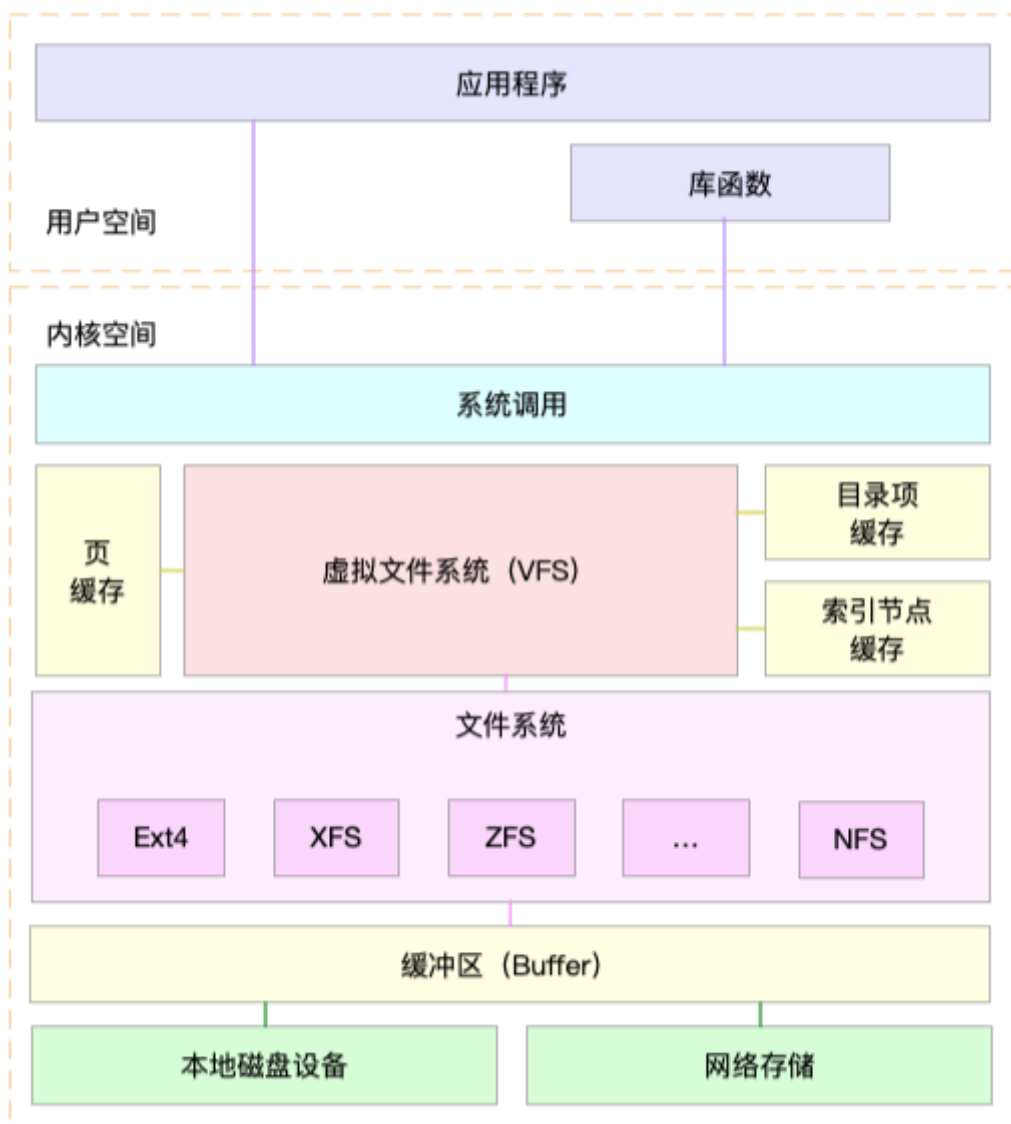 应用程序
库函数
用户空间
内核空间
系统调用
页
缓存
虚拟文件系统（VFS）
目录项
缓存
索引节点
缓存
文件系统
Ext4
XFS
ZFS
...
NFS
缓冲区（Buffer）
本地磁盘设备
网络存储